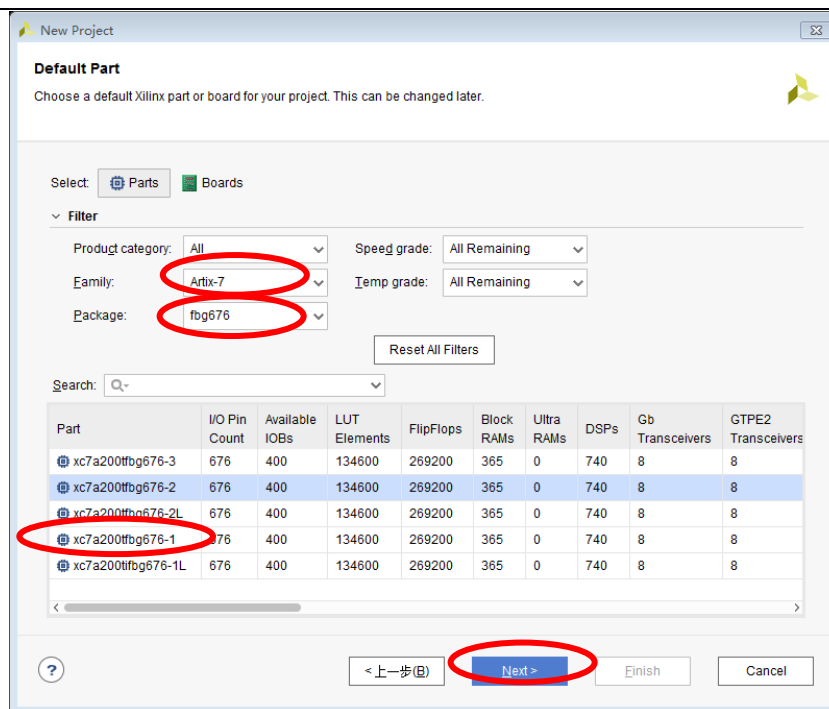 New Project
Default Part
Choose a default Xilinx part or board for your project. This can be changed later.
Select: Parts Boards
Filter
Product category: All Speed grade: All Remaining
Family: Artix-7 Temp grade: All Remaining
Package: fbg676
Reset All Filters
Search: Q-
Part I/O Pin Count Available IOBs LUT Elements FlipFlops Block RAMs Ultra RAMs DSPs Gb Transceivers GTPE2 Transceivers
xc7a200tfbg676-3 676 400 134600 269200 365 0 740 8 8
xc7a200tfbg676-2 676 400 134600 269200 365 0 740 8 8
xc7a200tfbg676-2L 676 400 134600 269200 365 0 740 8 8
xc7a200tfbg676-1 676 400 134600 269200 365 0 740 8 8
xc7a200tifbg676-1L 676 400 134600 269200 365 0 740 8 8
? <上一步(B) Next > Finish Cancel